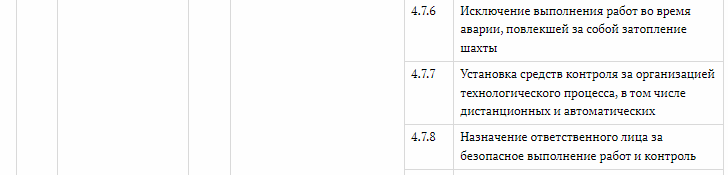 4.7.6 Исключение выполнения работ во время
аварии, повлекшей за собой затопление
шахты
4.7.7 Установка средств контроля за организацией
технологического процесса, в том числе
дистанционных и автоматических
4.7.8 Назначение ответственного лица за
безопасное выполнение работ и контроль